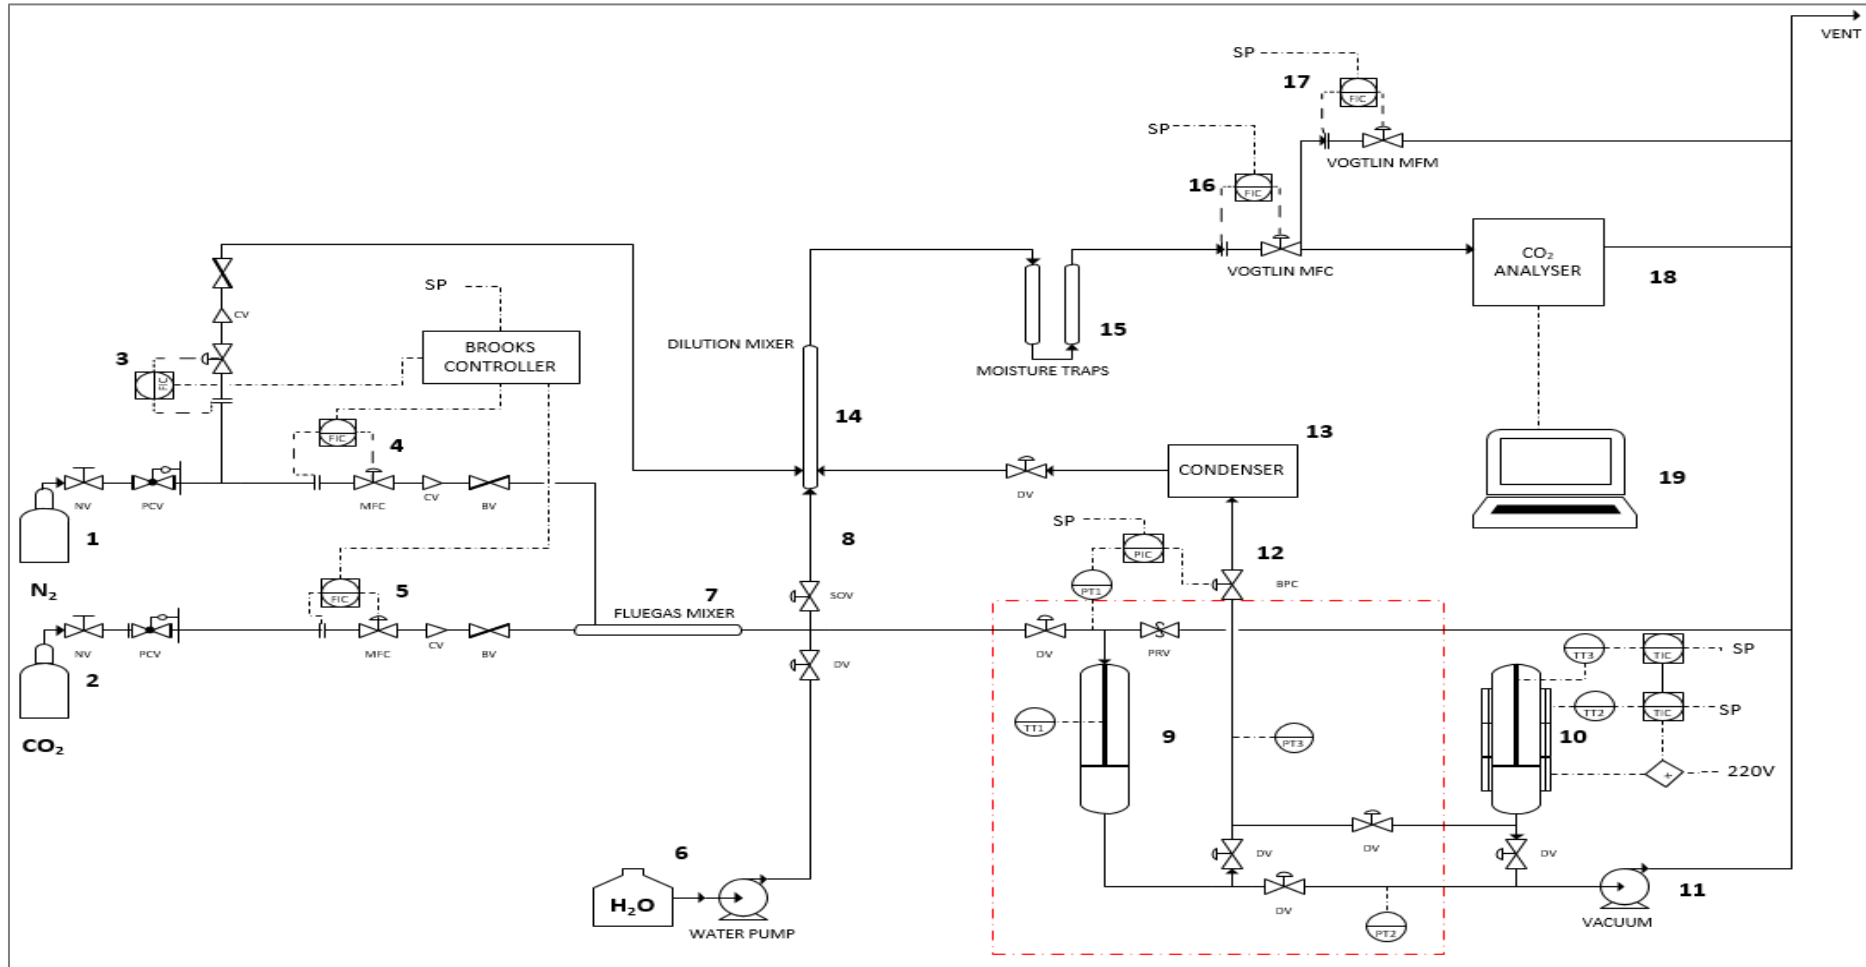 VENT
SP
17
FIC
VOGTLIN MFM
SP
16
FIC
VOGTLIN MFC
CO₂
ANALYSER
18
SP
CV
BROOKS
CONTROLLER
3
FIC
DILUTION MIXER
15
MOISTURE TRAPS
FIC
4
14
13
CONDENSER
19
NV
PCV
MFC
CV
BV
DV
1
N₂
8
SP
PIC
12
BPC
PT1
FIC
5
7
FLUEGAS MIXER
SOV
NV
PCV
MFC
CV
BV
DV
DV
PRV
2
CO₂
TT3
TIC
SP
TT2
TIC
SP
TT1
9
PT3
10
+
220V
DV
DV
DV
6
H₂O
WATER PUMP
DV
PT2
11
VACUUM